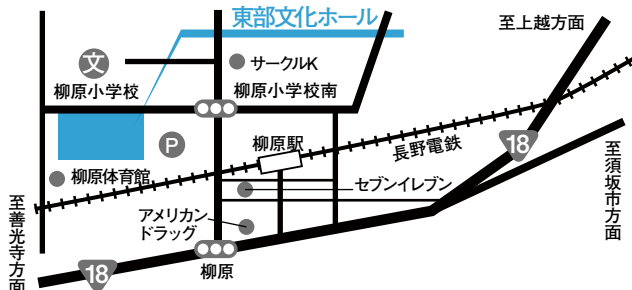 東部文化ホール
至上越方面
文
サークルK
柳原小学校
柳原小学校南
P
柳原駅
長野電鉄
18
至須坂市方面
柳原体育館
セブンイレブン
至善光寺方面
アメリカン
ドラッグ
柳原
18